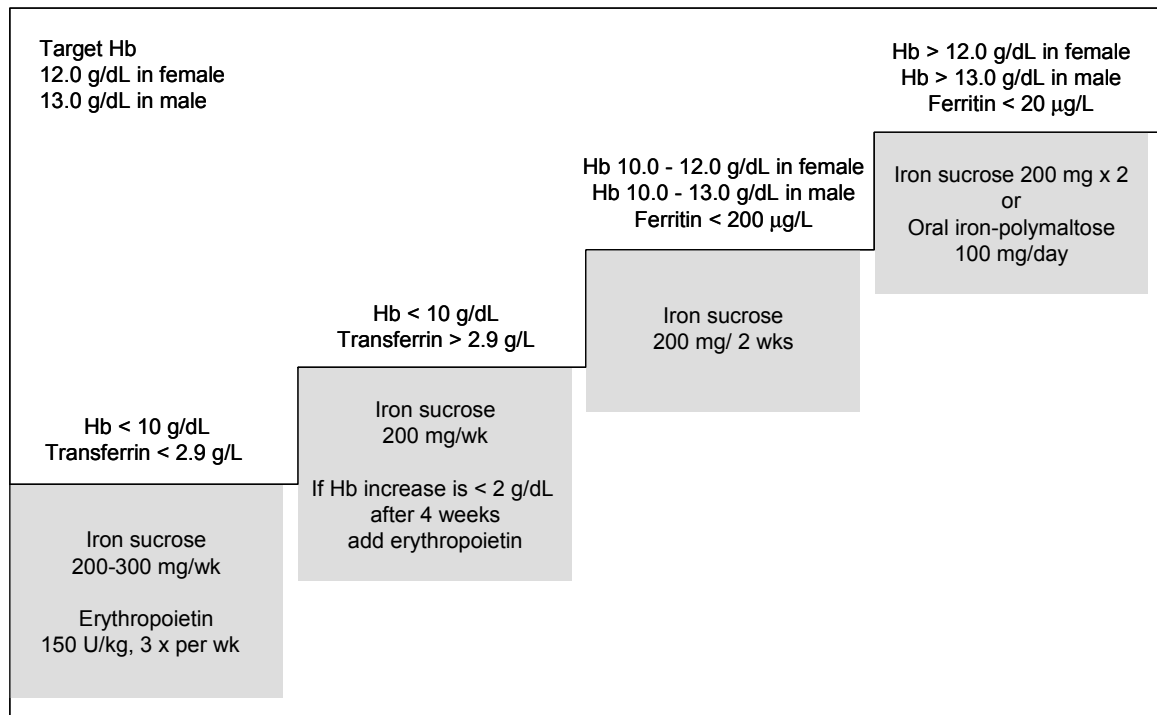 Target Hb
12.0 g/dL in female
13.0 g/dL in male
Hb > 12.0 g/dL in female
Hb > 13.0 g/dL in male
Ferritin < 20 µg/L
Iron sucrose 200 mg x 2
or
Oral iron-polymaltose
100 mg/day
Hb 10.0 - 12.0 g/dL in female
Hb 10.0 - 13.0 g/dL in male
Ferritin < 200 µg/L
Iron sucrose
200 mg/ 2 wks
Hb < 10 g/dL
Transferrin > 2.9 g/L
Iron sucrose
200 mg/wk
If Hb increase is < 2 g/dL
after 4 weeks
add erythropoietin
Hb < 10 g/dL
Transferrin < 2.9 g/L
Iron sucrose
200-300 mg/wk
Erythropoietin
150 U/kg, 3 x per wk